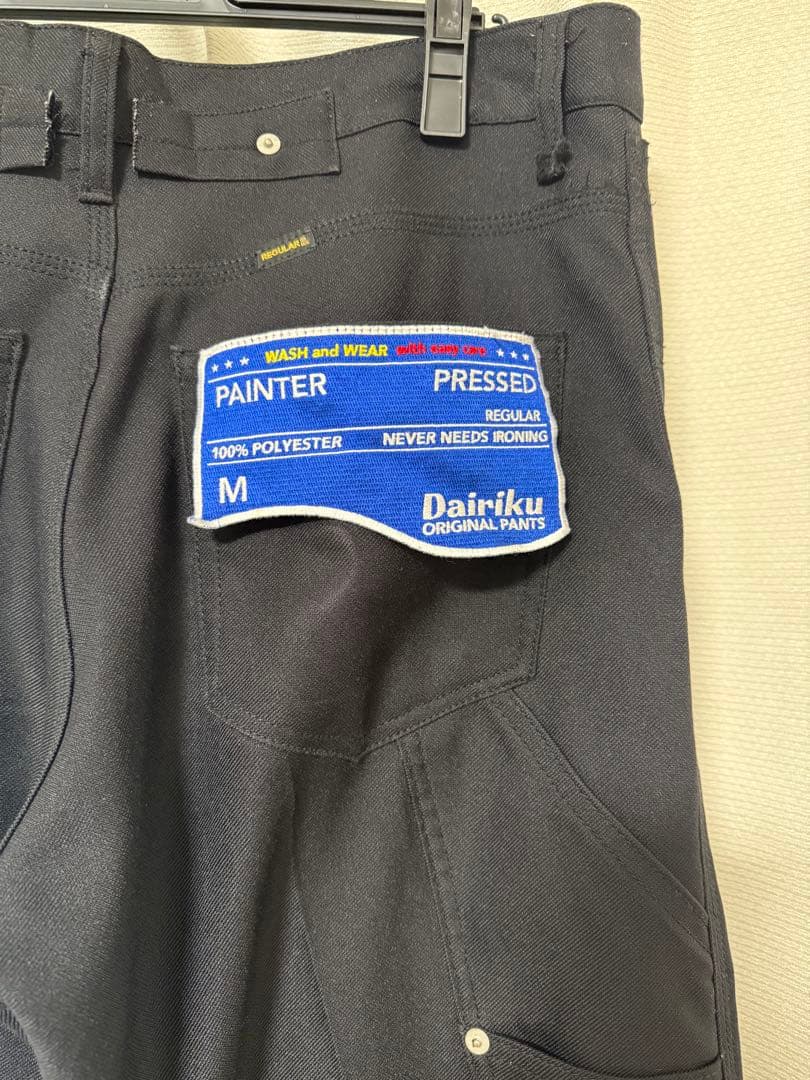 REGULAR
★ ★ ★ WASH and WEAR with easy care ★ ★ ★
PAINTER PRESSED
REGULAR
100% POLYESTER NEVER NEEDS IRONING
M
Dairiku
ORIGINAL PANTS